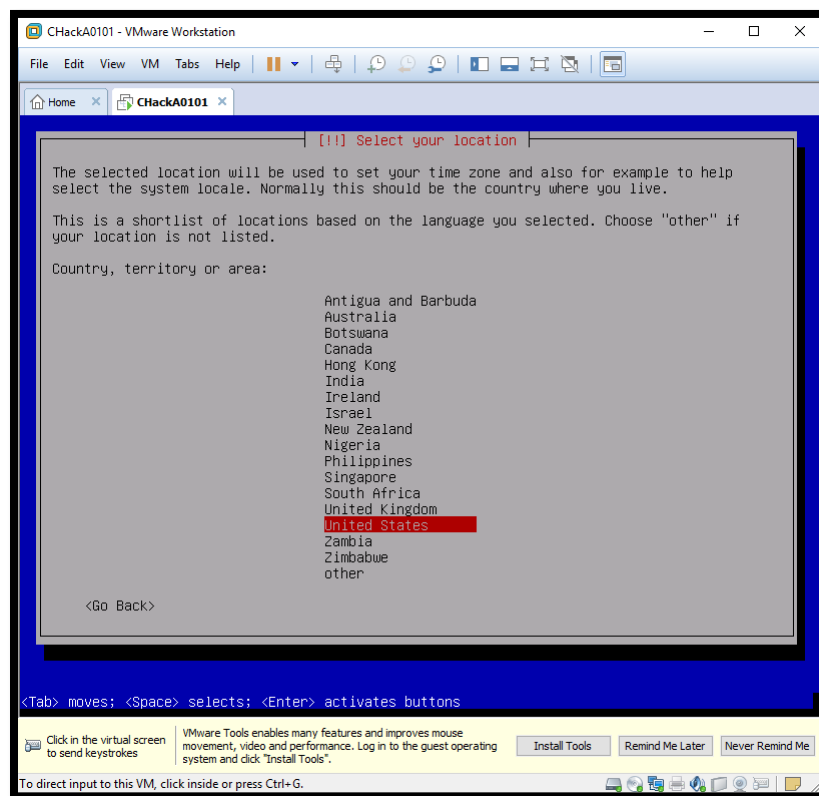 CHackA0101 - VMware Workstation
File Edit View VM Tabs Help
Home CHackA0101
[!!] Select your location
The selected location will be used to set your time zone and also for example to help
select the system locale. Normally this should be the country where you live.
This is a shortlist of locations based on the language you selected. Choose "other" if
your location is not listed.
Country, territory or area:
Antigua and Barbuda
Australia
Botswana
Canada
Hong Kong
India
Ireland
Israel
New Zealand
Nigeria
Philippines
Singapore
South Africa
United Kingdom
United States
Zambia
Zimbabwe
other
<Go Back>
<Tab> moves; <Space> selects; <Enter> activates buttons
Click in the virtual screen
to send keystrokes
VMware Tools enables many features and improves mouse
movement, video and performance. Log in to the guest operating
system and click "Install Tools".
Install Tools Remind Me Later Never Remind Me
To direct input to this VM, click inside or press Ctrl+G.